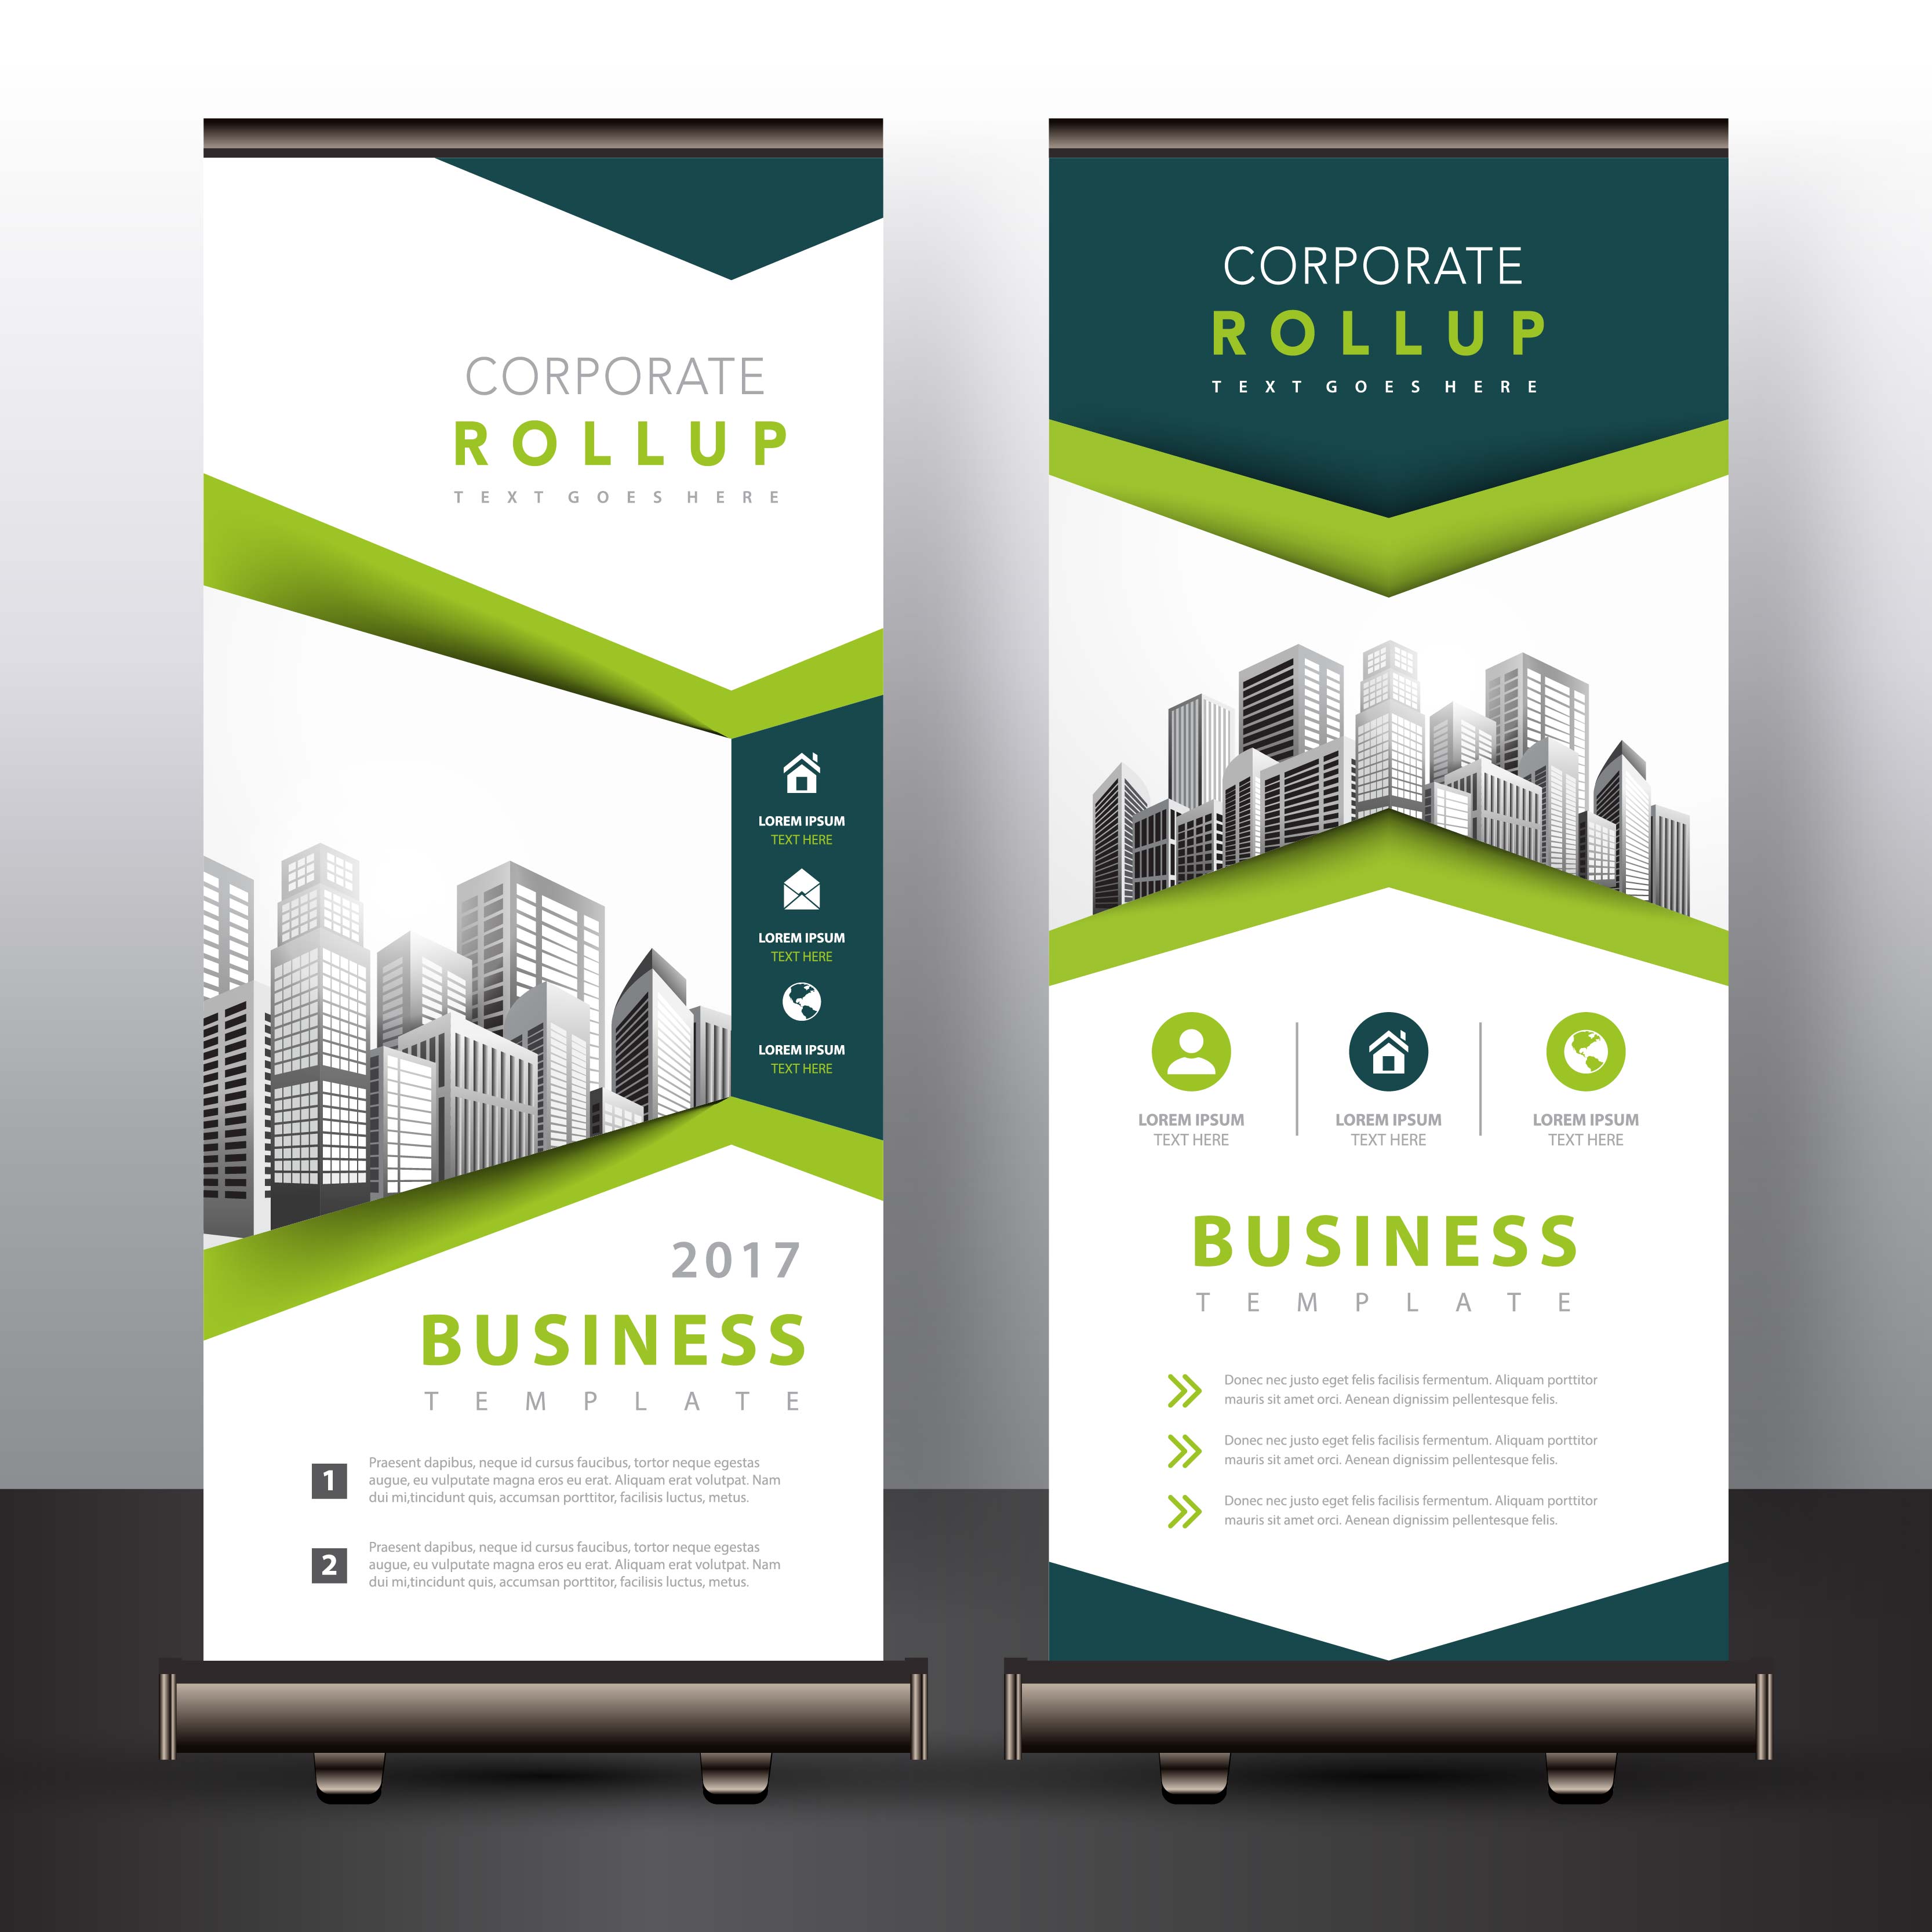 CORPORATE
ROLLUP
TEXT GOES HERE
LOREM IPSUM
TEXT HERE
LOREM IPSUM
TEXT HERE
LOREM IPSUM
TEXT HERE
2017
BUSINESS
TEMPLATE
1
Praesent dapibus, neque id cursus faucibus, tortor neque egestas
augue, eu vulputate magna eros eu erat. Aliquam erat volutpat. Nam
dui mi,tincidunt quis, accumsan porttitor, facilisis luctus, metus.
2
Praesent dapibus, neque id cursus faucibus, tortor neque egestas
augue, eu vulputate magna eros eu erat. Aliquam erat volutpat. Nam
dui mi,tincidunt quis, accumsan porttitor, facilisis luctus, metus.
CORPORATE
ROLLUP
TEXT GOES HERE
LOREM IPSUM
TEXT HERE
LOREM IPSUM
TEXT HERE
LOREM IPSUM
TEXT HERE
BUSINESS
TEMPLATE
Donec nec justo eget felis facilisis fermentum. Aliquam porttitor
mauris sit amet orci. Aenean dignissim pellentesque felis.
Donec nec justo eget felis facilisis fermentum. Aliquam porttitor
mauris sit amet orci. Aenean dignissim pellentesque felis.
Donec nec justo eget felis facilisis fermentum. Aliquam porttitor
mauris sit amet orci. Aenean dignissim pellentesque felis.